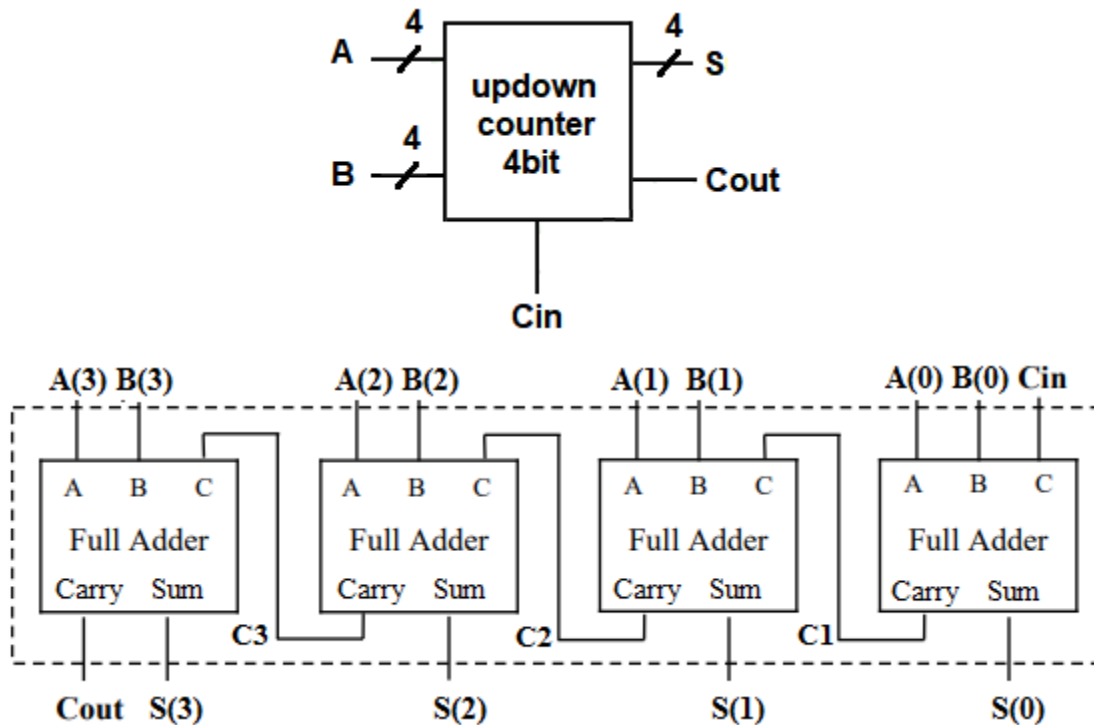 4 4
A S
updown
counter
4bit
4
B Cout
Cin
A(3) B(3) A(2) B(2) A(1) B(1) A(0) B(0) Cin
A B C A B C A B C A B C
Full Adder Full Adder Full Adder Full Adder
Carry Sum Carry Sum Carry Sum Carry Sum
C3 C2 C1
Cout S(3) S(2) S(1) S(0)